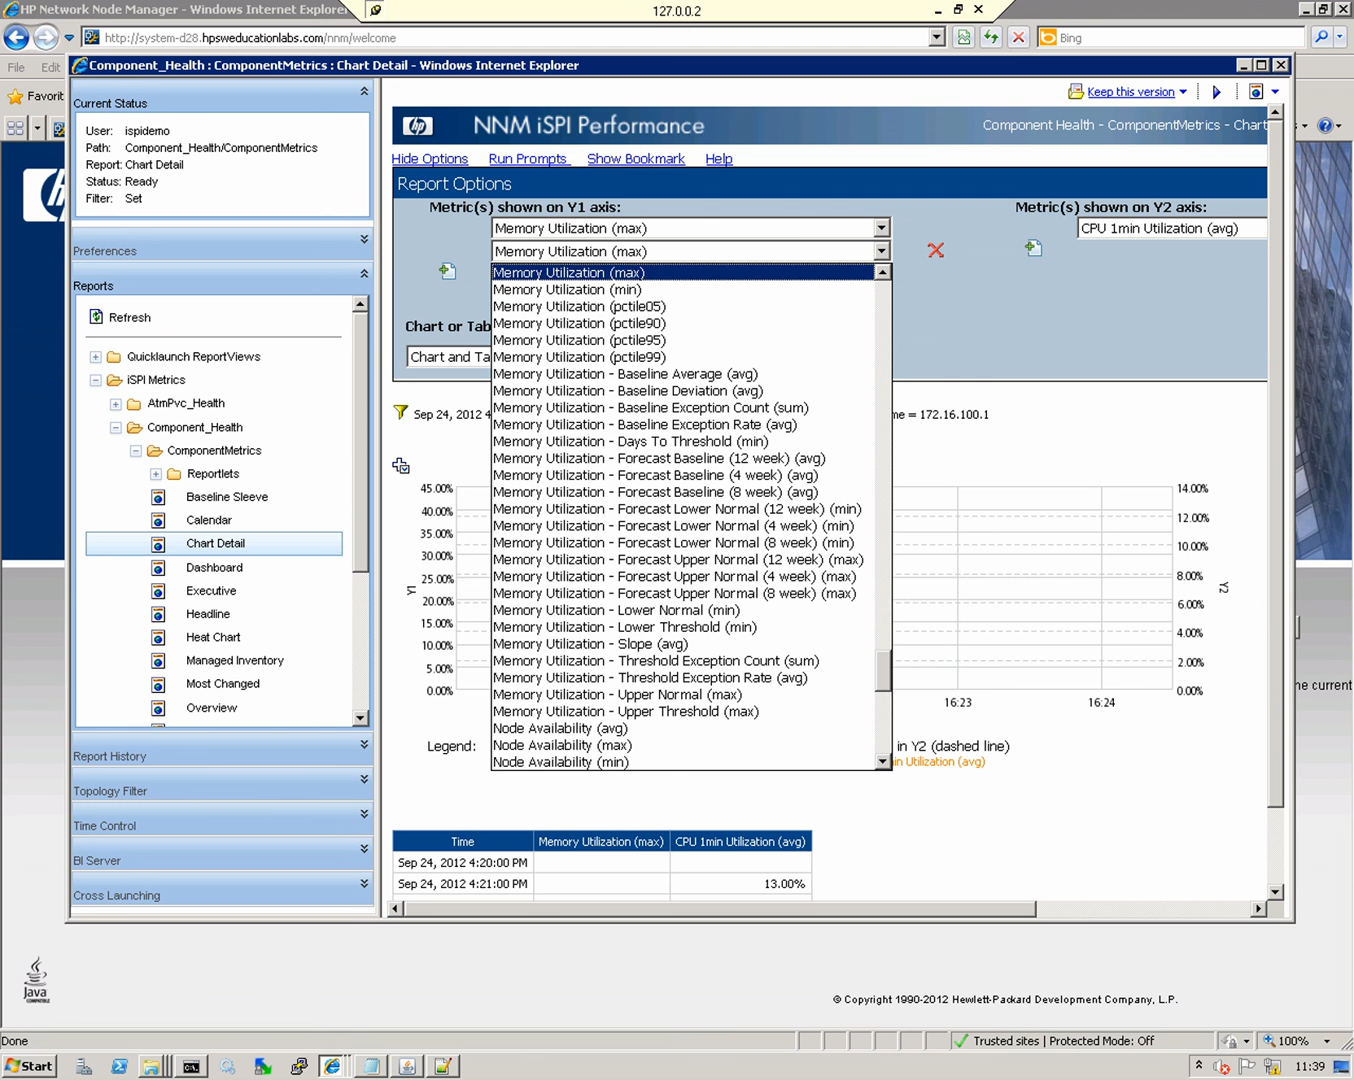 HP Network Node Manager - Windows Internet Explorer
127.0.0.2
http://system-d28.hpsweducationlabs.com/nnm/welcome
Bing
File Edit
Favorit
Component_Health : ComponentMetrics : Chart Detail - Windows Internet Explorer
Current Status
User: ispidemo
Path: Component_Health/ComponentMetrics
Report: Chart Detail
Status: Ready
Filter: Set
Preferences
Reports
Refresh
Quicklaunch ReportViews
iSPI Metrics
AtmPvc_Health
Component_Health
ComponentMetrics
Reportlets
Baseline Sleeve
Calendar
Chart Detail
Dashboard
Executive
Headline
Heat Chart
Managed Inventory
Most Changed
Overview
Report History
Topology Filter
Time Control
BI Server
Cross Launching
Keep this version
hp
NNM iSPI Performance
Component Health - ComponentMetrics - Chart
Hide Options Run Prompts Show Bookmark Help
Report Options
Metric(s) shown on Y1 axis:
Metric(s) shown on Y2 axis:
Memory Utilization (max)
CPU 1min Utilization (avg)
Memory Utilization (max)
Memory Utilization (max)
Memory Utilization (min)
Memory Utilization (pctile05)
Memory Utilization (pctile90)
Memory Utilization (pctile95)
Memory Utilization (pctile99)
Memory Utilization - Baseline Average (avg)
Memory Utilization - Baseline Deviation (avg)
Memory Utilization - Baseline Exception Count (sum)
Memory Utilization - Baseline Exception Rate (avg)
Memory Utilization - Days To Threshold (min)
Memory Utilization - Forecast Baseline (12 week) (avg)
Memory Utilization - Forecast Baseline (4 week) (avg)
Memory Utilization - Forecast Baseline (8 week) (avg)
Memory Utilization - Forecast Lower Normal (12 week) (min)
Memory Utilization - Forecast Lower Normal (4 week) (min)
Memory Utilization - Forecast Lower Normal (8 week) (min)
Memory Utilization - Forecast Upper Normal (12 week) (max)
Memory Utilization - Forecast Upper Normal (4 week) (max)
Memory Utilization - Forecast Upper Normal (8 week) (max)
Memory Utilization - Lower Normal (min)
Memory Utilization - Lower Threshold (min)
Memory Utilization - Slope (avg)
Memory Utilization - Threshold Exception Count (sum)
Memory Utilization - Threshold Exception Rate (avg)
Memory Utilization - Upper Normal (max)
Memory Utilization - Upper Threshold (max)
Node Availability (avg)
Node Availability (max)
Node Availability (min)
Chart or Tab
Chart and Ta
Sep 24, 2012 4
me = 172.16.100.1
45.00%
40.00%
35.00%
30.00%
25.00%
20.00%
15.00%
10.00%
5.00%
0.00%
Y1
14.00%
12.00%
10.00%
8.00%
6.00%
4.00%
2.00%
0.00%
Y2
16:23 16:24
Legend:
in Y2 (dashed line)
in Utilization (avg)
Time Memory Utilization (max) CPU 1min Utilization (avg)
Sep 24, 2012 4:20:00 PM
Sep 24, 2012 4:21:00 PM 13.00%
he current
Java
COMPATIBLE
© Copyright 1990-2012 Hewlett-Packard Development Company, L.P.
Done
Trusted sites | Protected Mode: Off
100%
Start
11:39